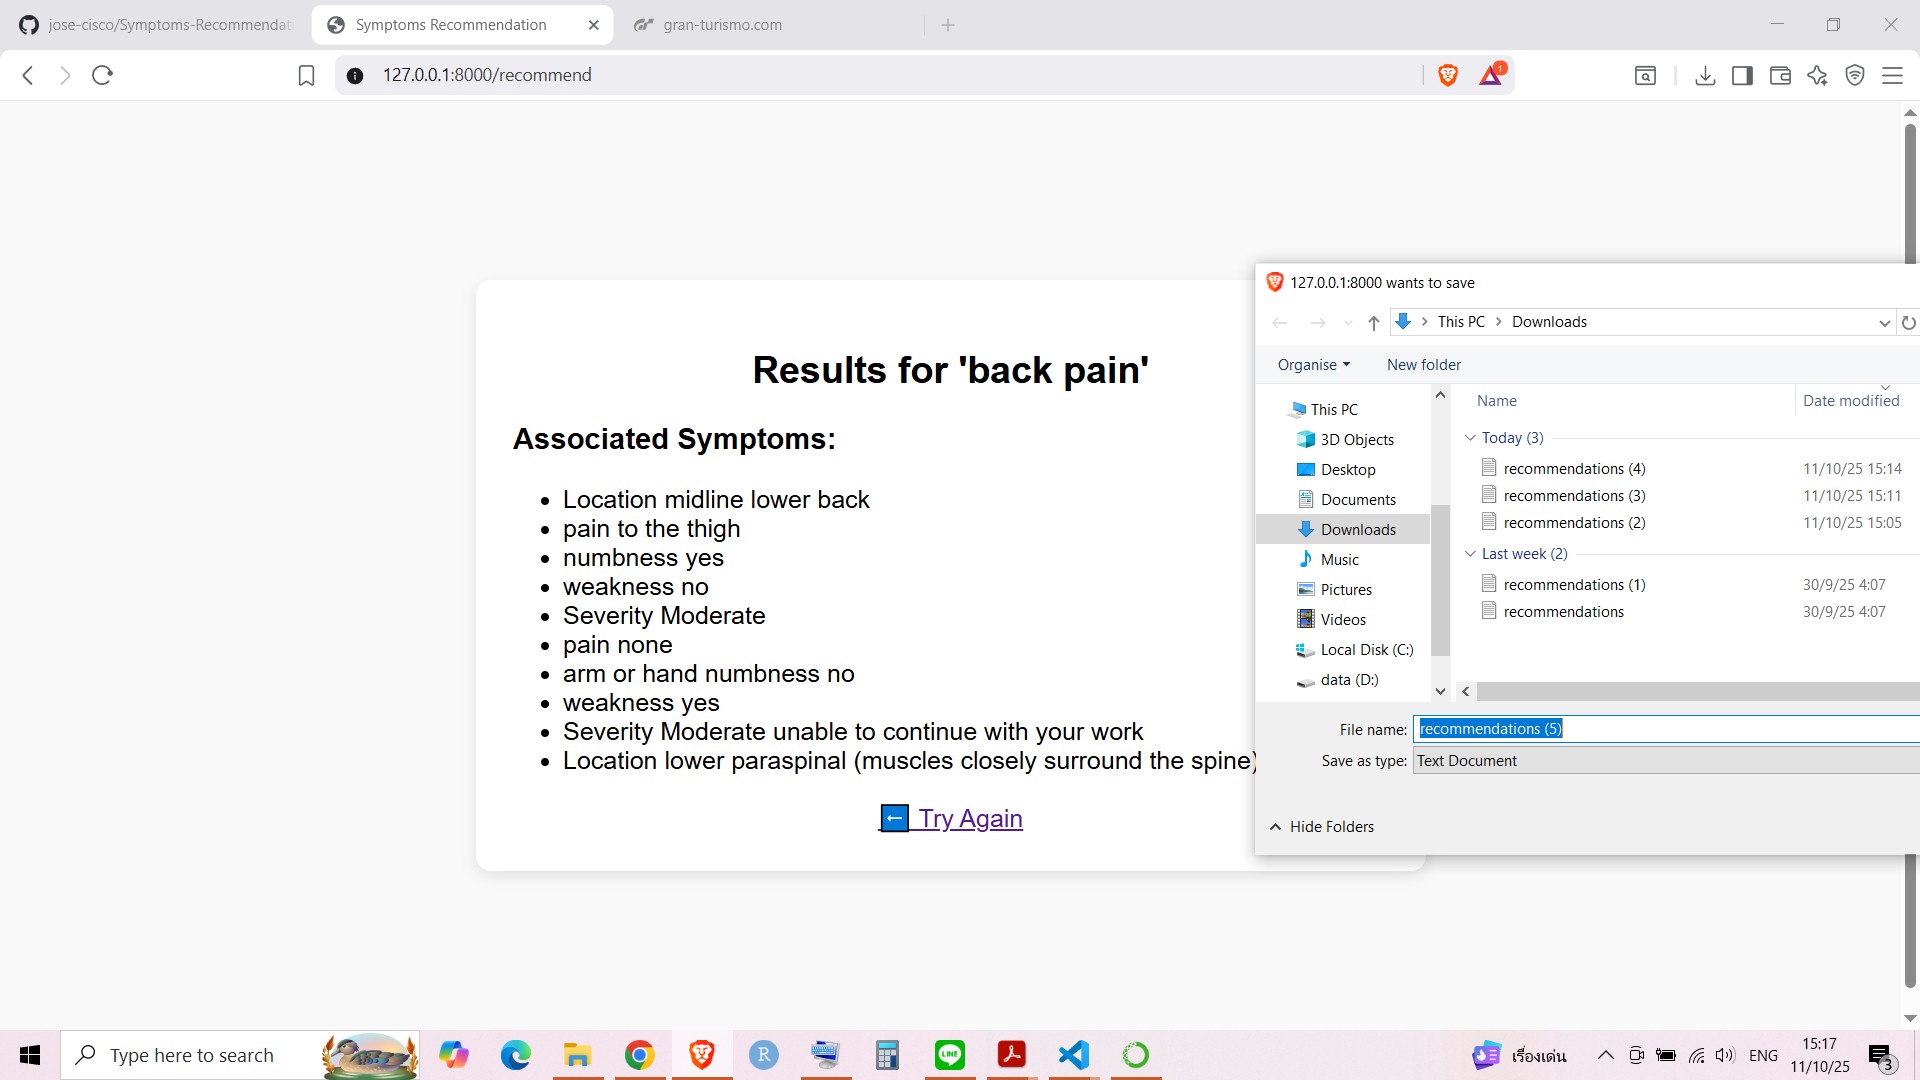 jose-cisco/Symptoms-Recommendat
Symptoms Recommendation
gran-turismo.com
127.0.0.1:8000/recommend
1
Results for 'back pain'
Associated Symptoms:
Location midline lower back
pain to the thigh
numbness yes
weakness no
Severity Moderate
pain none
arm or hand numbness no
weakness yes
Severity Moderate unable to continue with your work
Location lower paraspinal (muscles closely surround the spine)
Try Again
127.0.0.1:8000 wants to save
This PC
Downloads
Organise
New folder
This PC
3D Objects
Desktop
Documents
Downloads
Music
Pictures
Videos
Local Disk (C:)
data (D:)
Name Date modified
Today (3)
recommendations (4) 11/10/25 15:14
recommendations (3) 11/10/25 15:11
recommendations (2) 11/10/25 15:05
Last week (2)
recommendations (1) 30/9/25 4:07
recommendations 30/9/25 4:07
File name: recommendations (5)
Save as type: Text Document
Hide Folders
Type here to search
R
LINE
เรื่องเด่น
ENG
15:17
11/10/25
3